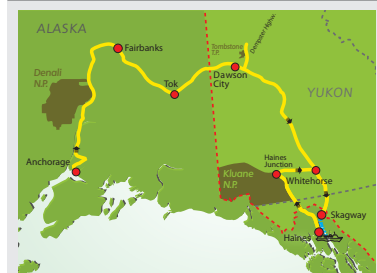 ALASKA
Fairbanks
Tombstone
T.P.
Dempster Highw.
Denali
N.P.
Tok
Dawson
City
YUKON
Anchorage
Haines
Junction
Kluane
N.P.
Whitehorse
Skagway
Haines